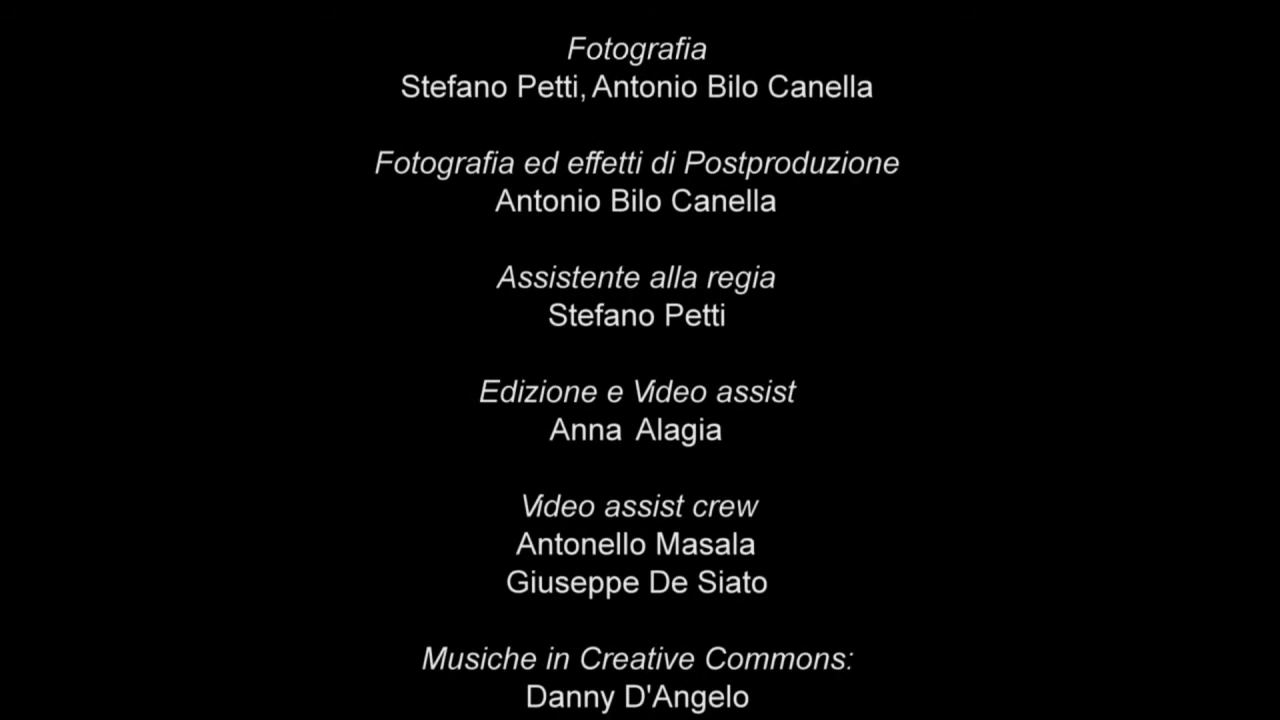 Fotografia
Stefano Petti, Antonio Bilo Canella
Fotografia ed effetti di Postproduzione
Antonio Bilo Canella
Assistente alla regia
Stefano Petti
Edizione e Video assist
Anna Alagia
Video assist crew
Antonello Masala
Giuseppe De Siato
Musiche in Creative Commons:
Danny D'Angelo